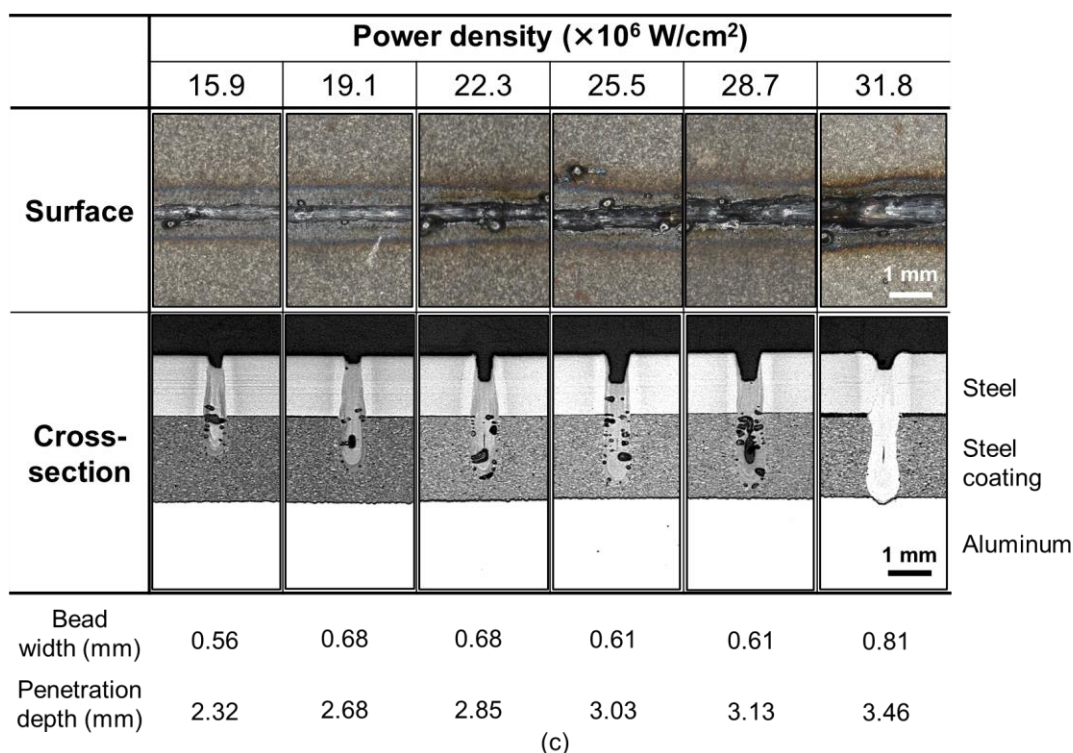 Power density (×10⁶ W/cm²)
15.9 19.1 22.3 25.5 28.7 31.8
Surface
1 mm
Cross-
section
Steel
Steel
coating
Aluminum
1 mm
Bead
width (mm) 0.56 0.68 0.68 0.61 0.61 0.81
Penetration
depth (mm) 2.32 2.68 2.85 3.03 3.13 3.46
(c)